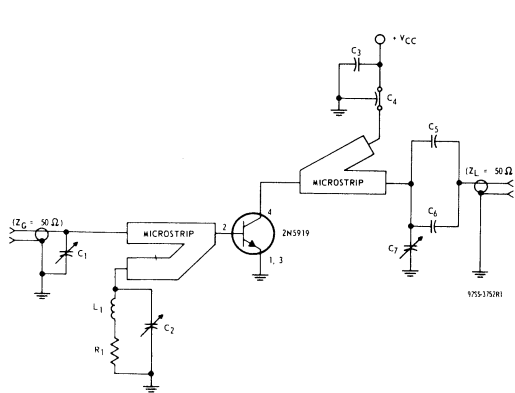 + VCC
C3
C4
C5
MICROSTRIP
(ZL = 50 Ω
C6
4
(ZG = 50 Ω)
MICROSTRIP
2
2N5919
C7
C1
1, 3
9755-3752R1
L1
C2
R1